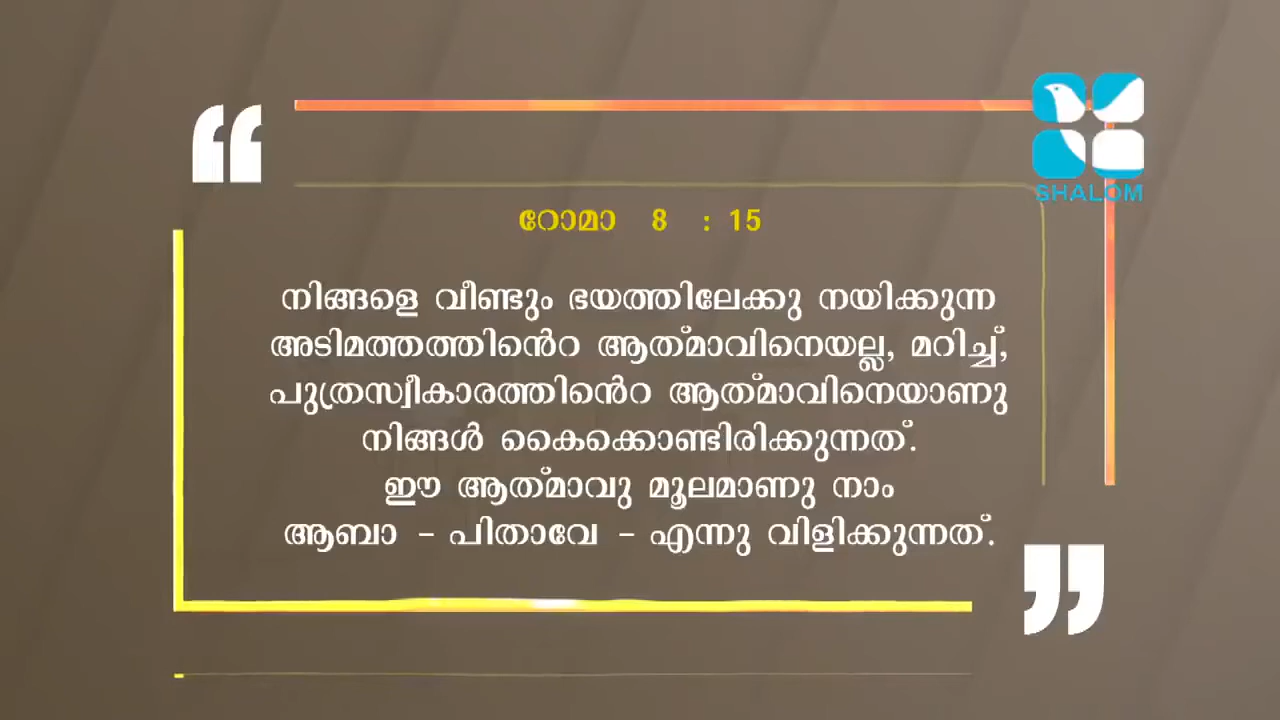 SHALOM
റോമാ 8 : 15
നിങ്ങളെ വീണ്ടും ഭയത്തിലേക്കു നയിക്കുന്ന
അടിമത്തത്തിൻെറ ആത്‌മാവിനെയല്ല, മറിച്ച്,
പുത്രസ്വീകാരത്തിൻെറ ആത്‌മാവിനെയാണു
നിങ്ങൾ കൈക്കൊണ്ടിരിക്കുന്നത്.
ഈ ആത്‌മാവു മൂലമാണു നാം
ആബാ – പിതാവേ – എന്നു വിളിക്കുന്നത്.